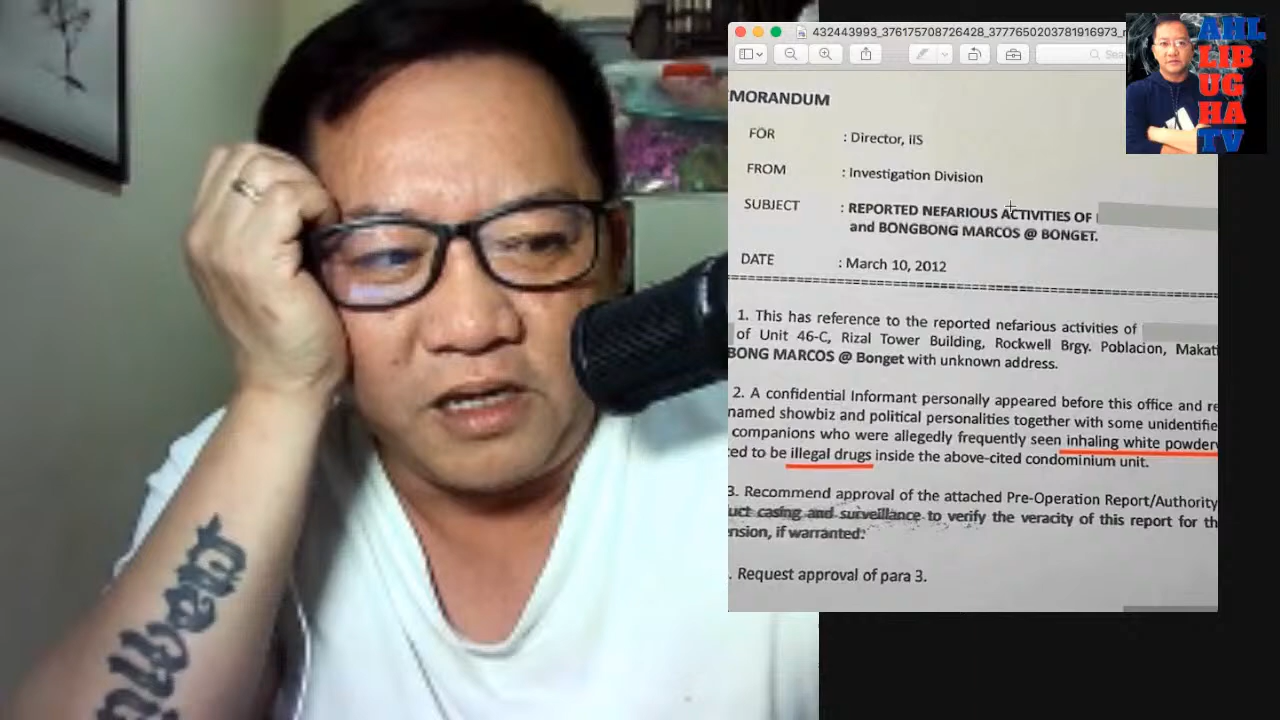 432443993_376175708726428_3777650203781916973_
AHL
LIB
UGHA
TV
MORANDUM
FOR : Director, IIS
FROM : Investigation Division
SUBJECT : REPORTED NEFARIOUS ACTIVITIES OF
and BONGBONG MARCOS @ BONGET.
DATE : March 10, 2012
==========
1. This has reference to the reported nefarious activities of
of Unit 46-C, Rizal Tower Building, Rockwell Brgy. Poblacion, Makati
BONG MARCOS @ Bonget with unknown address.
2. A confidential Informant personally appeared before this office and re
named showbiz and political personalities together with some unidentifie
companions who were allegedly frequently seen inhaling white powdery
ted to be illegal drugs inside the above-cited condominium unit.
3. Recommend approval of the attached Pre-Operation Report/Authority
uct casing and surveillance to verify the veracity of this report for th
ension, if warranted:
. Request approval of para 3.